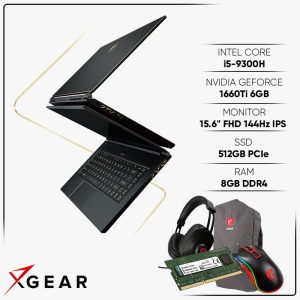 INTEL CORE
i5-9300H
NVIDIA GEFORCE
1660Ti 6GB
MONITOR
15.6" FHD 144Hz IPS
SSD
512GB PCIe
RAM
8GB DDR4
XGEAR